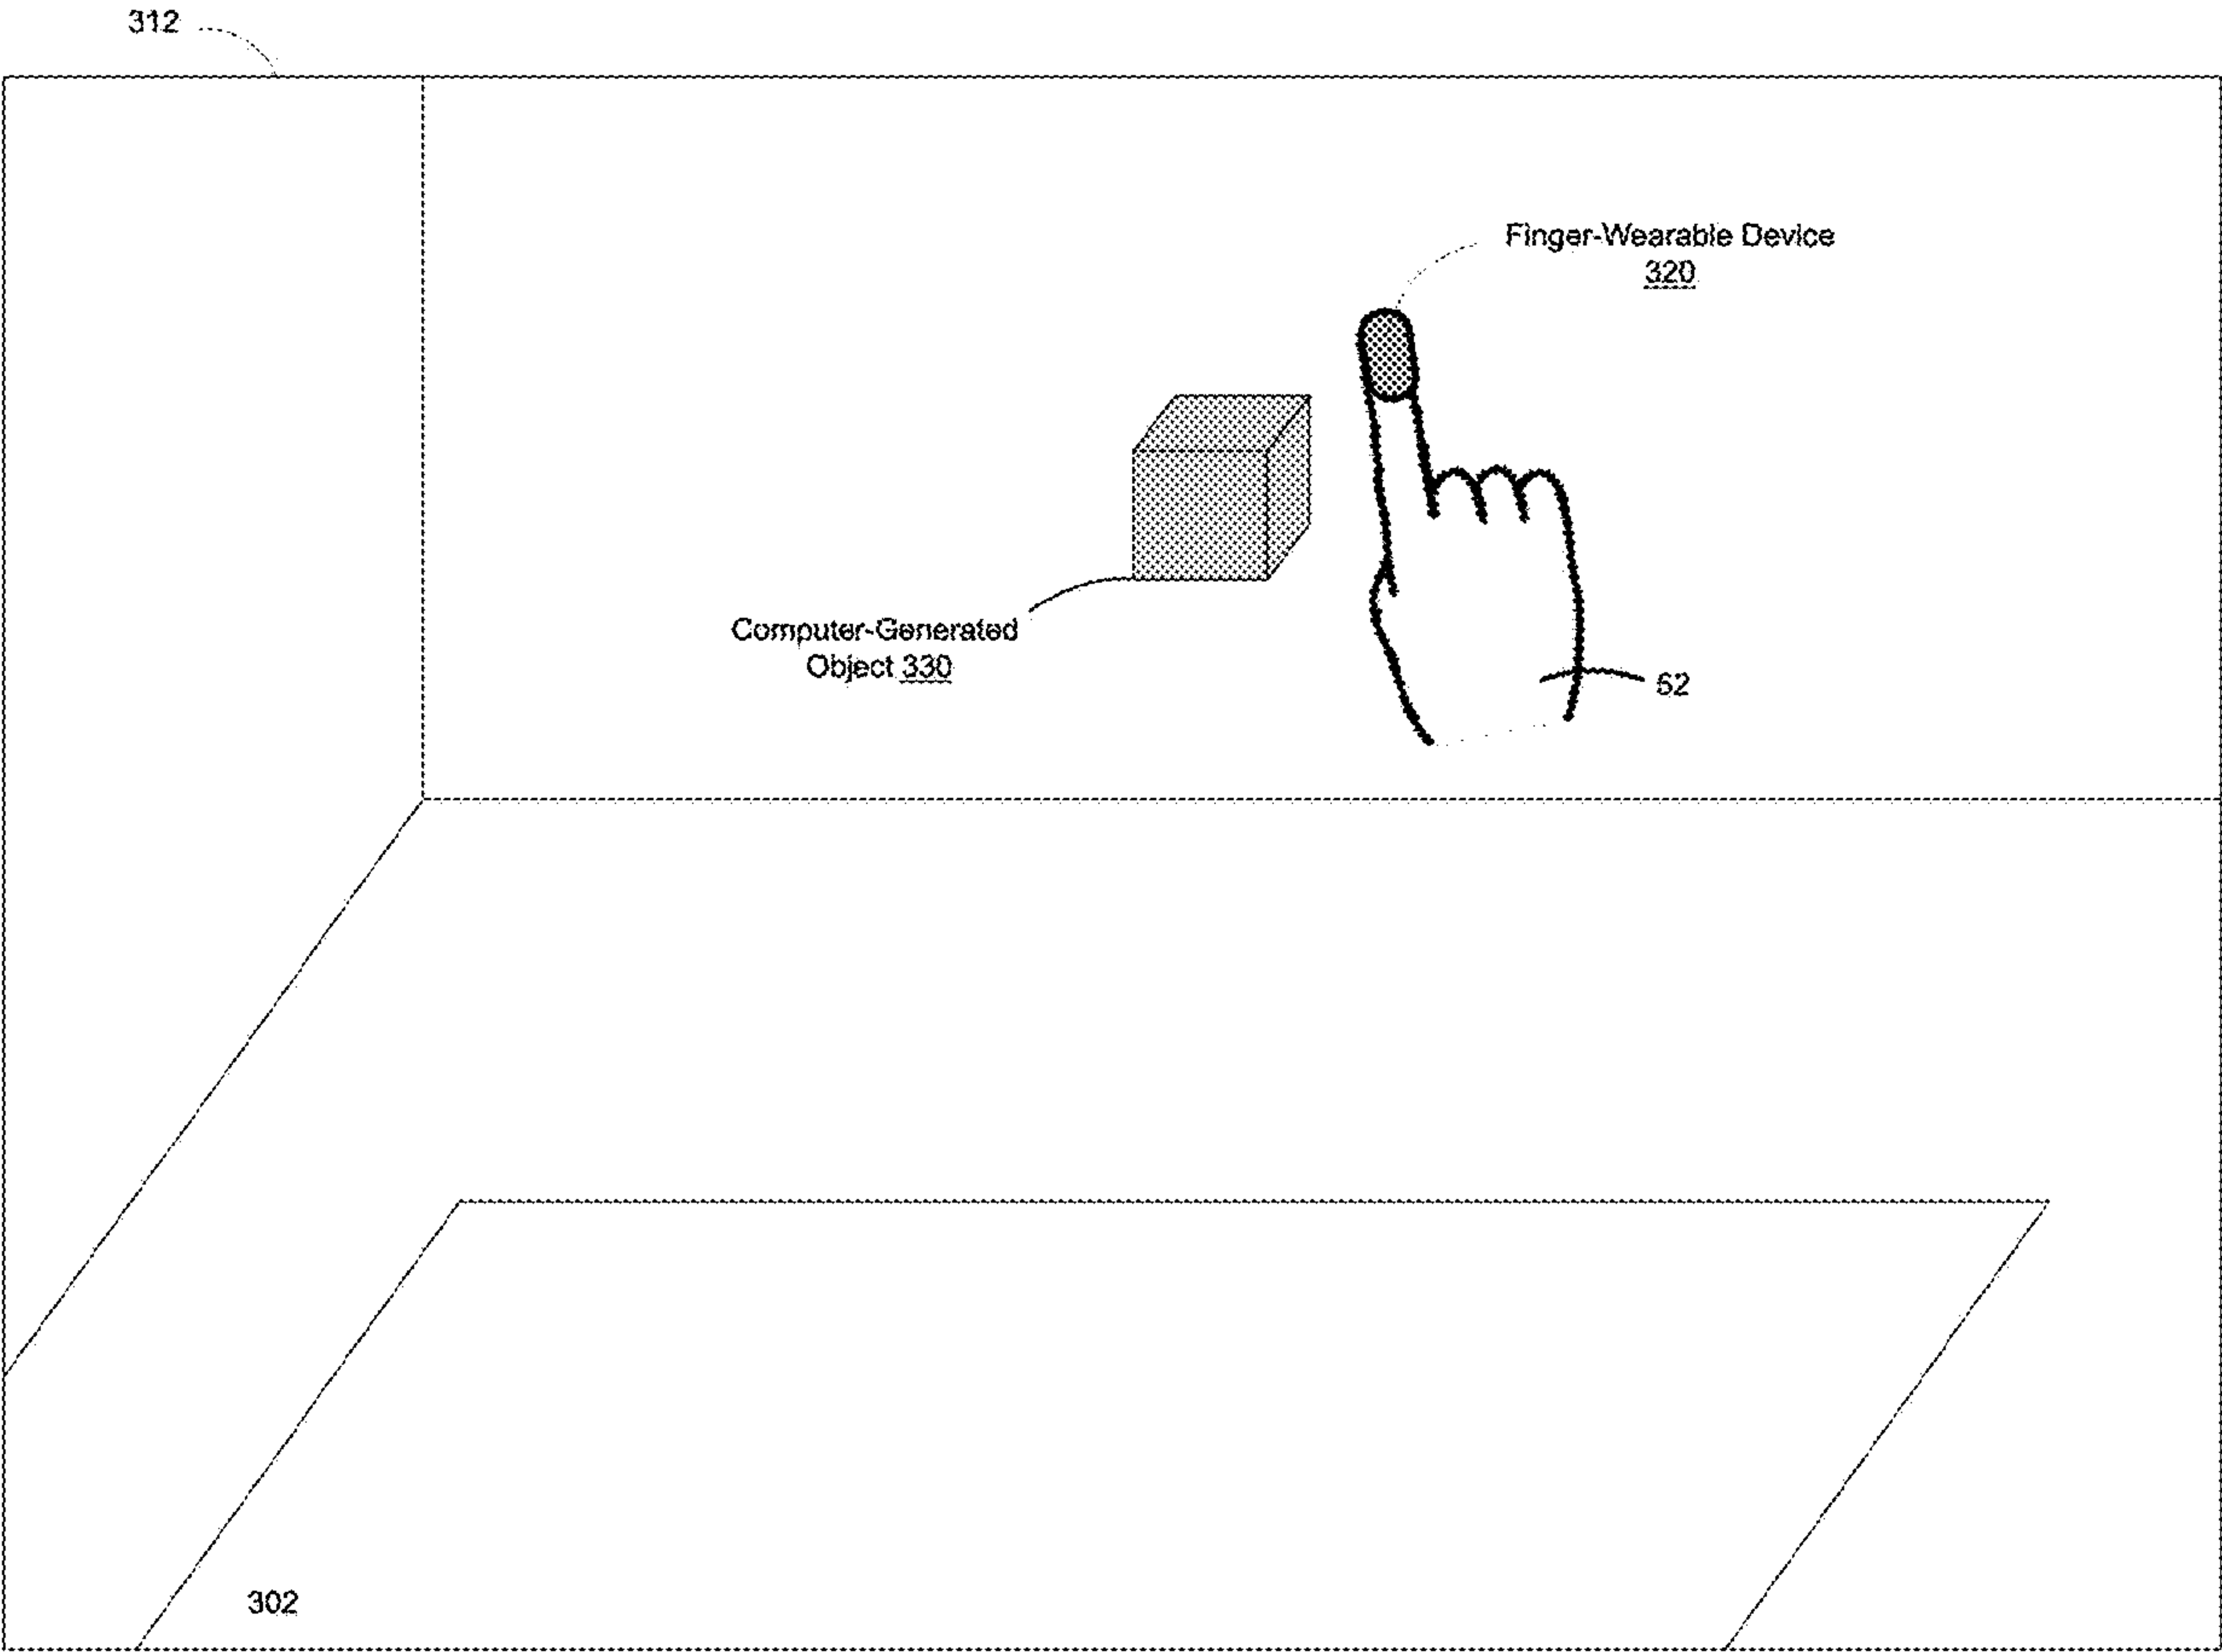 312
Finger-Wearable Device
320
Computer-Generated
Object 330
52
302